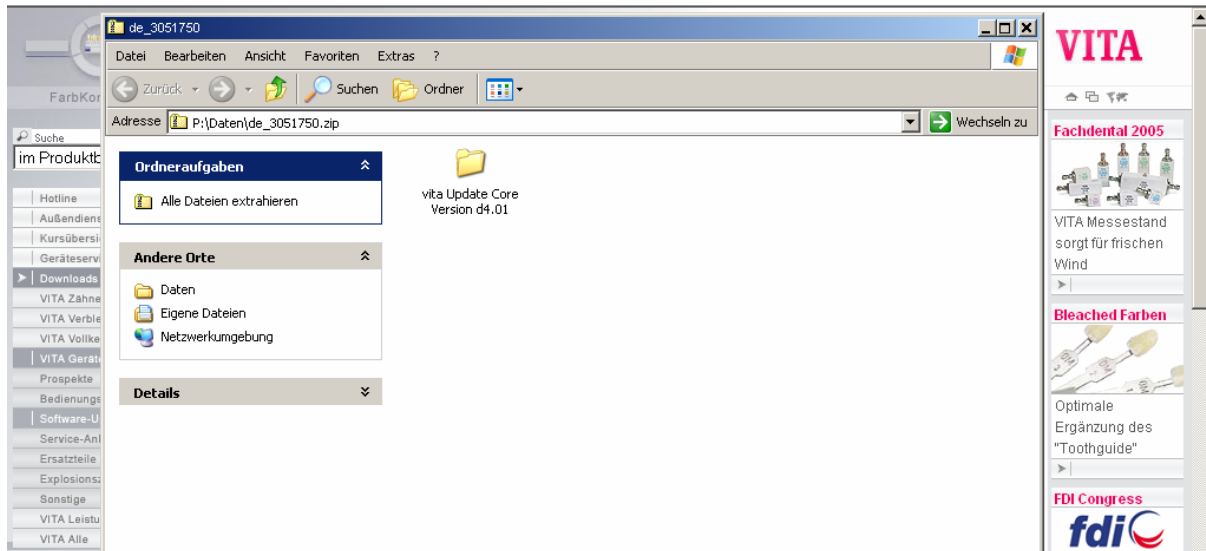 de_3051750
Datei Bearbeiten Ansicht Favoriten Extras ?
Zurück Suchen Ordner
Adresse P:\Daten\de_3051750.zip Wechseln zu
Ordneraufgaben
Alle Dateien extrahieren
Andere Orte
Daten
Eigene Dateien
Netzwerkumgebung
Details
vita Update Core
Version d4.01
FarbKor
Suche
im Produktb
Hotline
Außendiens
Kursübersi
Geräteservi
Downloads
VITA Zähne
VITA Verble
VITA Vollke
VITA Gerät
Prospekte
Bedienungs
Software-U
Service-Anl
Ersatzteile
Explosionsz
Sonstige
VITA Leistu
VITA Alle
VITA
Fachdental 2005
VITA Messestand
sorgt für frischen
Wind
Bleached Farben
0M
2
Optimale
Ergänzung des
"Toothguide"
FDI Congress
fdi